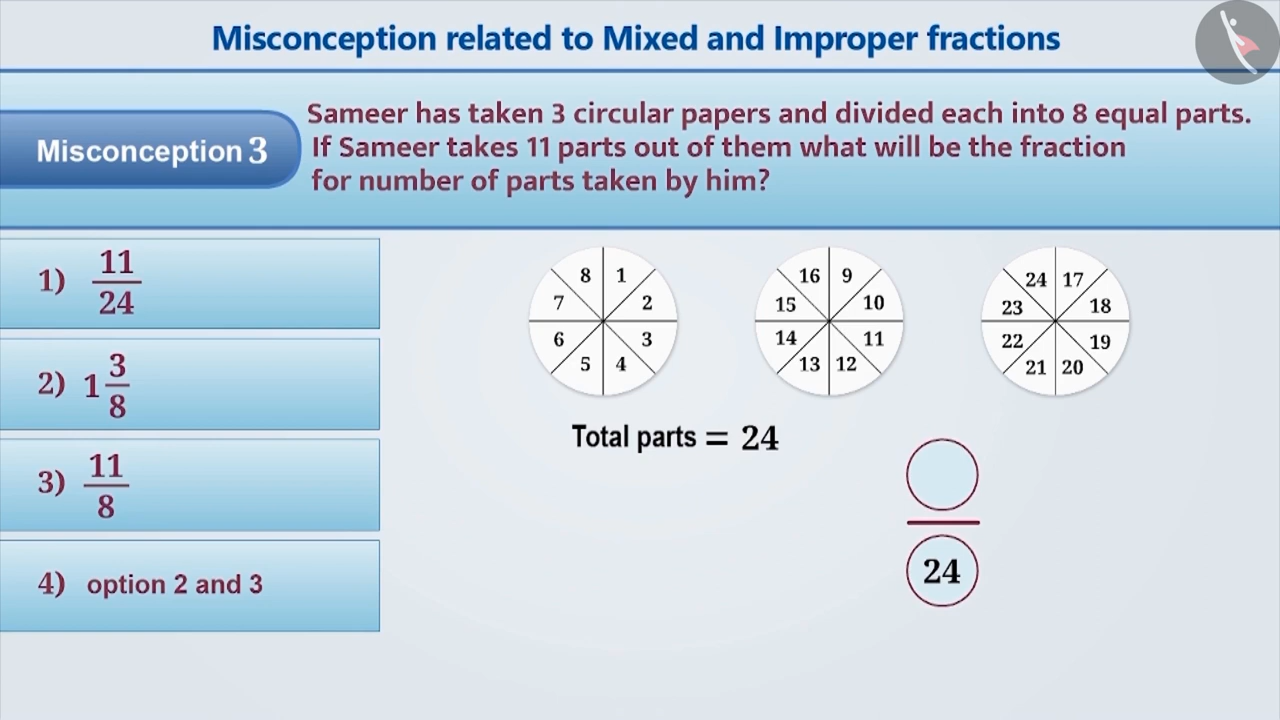 Misconception related to Mixed and Improper fractions
Misconception 3
Sameer has taken 3 circular papers and divided each into 8 equal parts.
If Sameer takes 11 parts out of them what will be the fraction
for number of parts taken by him?
1) 11/24
2) 1 3/8
3) 11/8
4) option 2 and 3
8 1
7 2
6 3
5 4
16 9
15 10
14 11
13 12
24 17
23 18
22 19
21 20
Total parts = 24
24